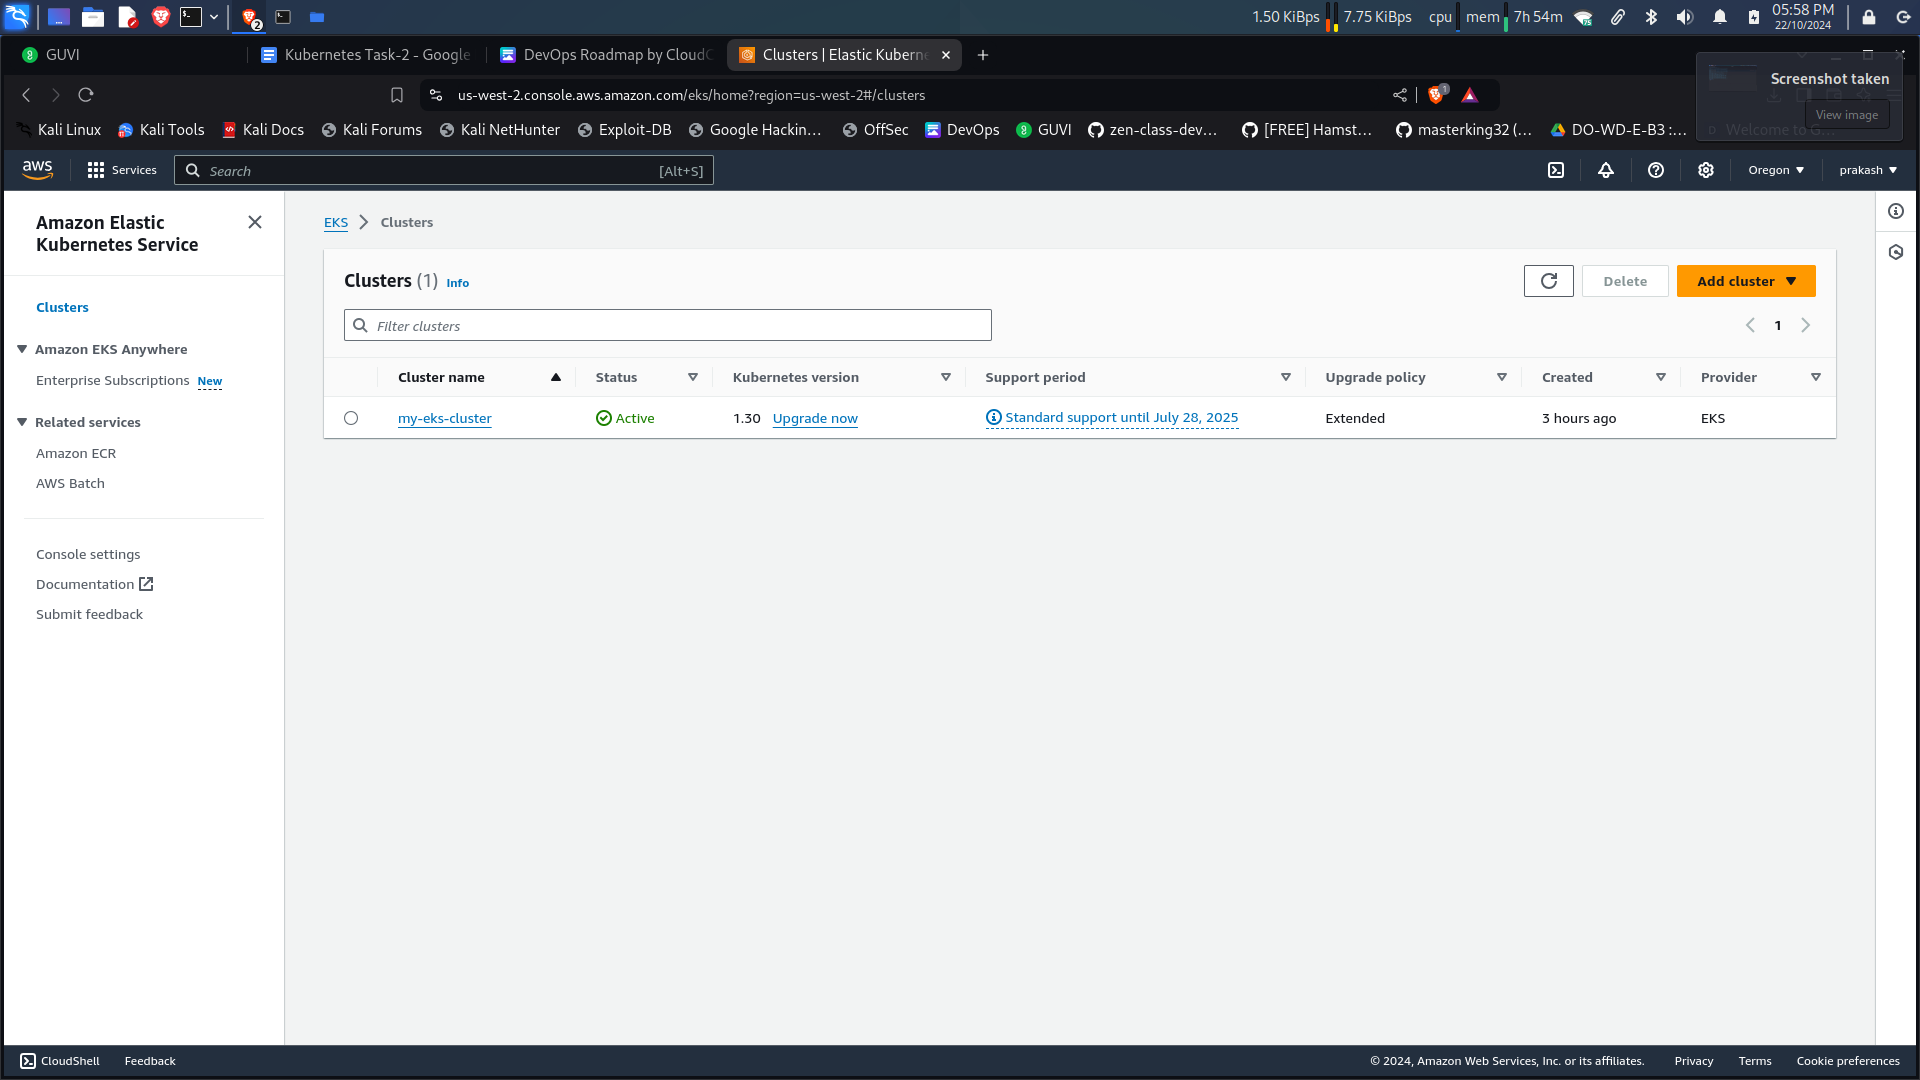 1.50 KiBps 7.75 KiBps cpu mem 7h 54m 05:58 PM
22/10/2024
2
GUVI Kubernetes Task-2 - Google DevOps Roadmap by CloudC Clusters | Elastic Kuberne
Screenshot taken
View image
us-west-2.console.aws.amazon.com/eks/home?region=us-west-2#/clusters
1
Kali Linux Kali Tools Kali Docs Kali Forums Kali NetHunter Exploit-DB Google Hackin... OffSec DevOps GUVI zen-class-dev... [FREE] Hamst... masterking32 (... DO-WD-E-B3 :... Welcome to G...
aws Services Search [Alt+S] Oregon prakash
Amazon Elastic
Kubernetes Service
Clusters
Amazon EKS Anywhere
Enterprise Subscriptions New
Related services
Amazon ECR
AWS Batch
Console settings
Documentation
Submit feedback
EKS Clusters
Clusters (1) Info
Delete Add cluster
Filter clusters
1
Cluster name Status Kubernetes version Support period Upgrade policy Created Provider
my-eks-cluster Active 1.30 Upgrade now Standard support until July 28, 2025 Extended 3 hours ago EKS
CloudShell Feedback © 2024, Amazon Web Services, Inc. or its affiliates. Privacy Terms Cookie preferences